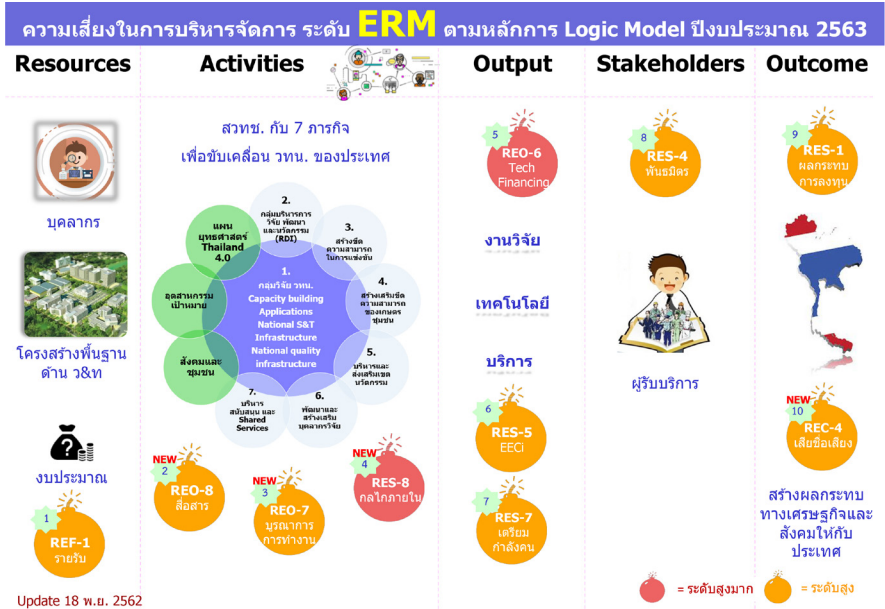 ความเสี่ยงในการบริหารจัดการ ระดับ ERM ตามหลักการ Logic Model ปีงบประมาณ 2563
Resources
Activities
Output
Stakeholders
Outcome
บุคลากร
โครงสร้างพื้นฐาน
ด้าน ว&ท
งบประมาณ
1
REF-1
รายรับ
Update 18 พ.ย. 2562
สวทช. กับ 7 ภารกิจ
เพื่อขับเคลื่อน วทน. ของประเทศ
แผน
ยุทธศาสตร์
Thailand
4.0
อุตสาหกรรม
เป้าหมาย
สังคมและ
ชุมชน
1.
กลุ่มวิจัย วทน.
Capacity building
Applications
National S&T
Infrastructure
National quality
infrastructure
2.
กลุ่มบริหารการ
วิจัย พัฒนา
และนวัตกรรม
(RDI)
3.
สร้างขีด
ความสามารถ
ในการแข่งขัน
4.
สร้างเสริมขีด
ความสามารถ
ของเกษตร
ชุมชน
5.
บริหารและ
ส่งเสริมเขต
นวัตกรรม
6.
พัฒนาและ
สร้างเสริม
บุคลากรวิจัย
7.
บริหาร
สนับสนุน และ
Shared
Services
NEW
2
REO-8
สื่อสาร
NEW
3
REO-7
บูรณาการ
การทำงาน
NEW
4
RES-8
กลไกภายใน
5
REO-6
Tech
Financing
งานวิจัย
เทคโนโลยี
บริการ
6
RES-5
EECi
7
RES-7
เตรียม
กำลังคน
8
RES-4
พันธมิตร
ผู้รับบริการ
9
RES-1
ผลกระทบ
การลงทุน
NEW
10
REC-4
เสียชื่อเสียง
สร้างผลกระทบ
ทางเศรษฐกิจและ
สังคมให้กับ
ประเทศ
= ระดับสูงมาก
= ระดับสูง